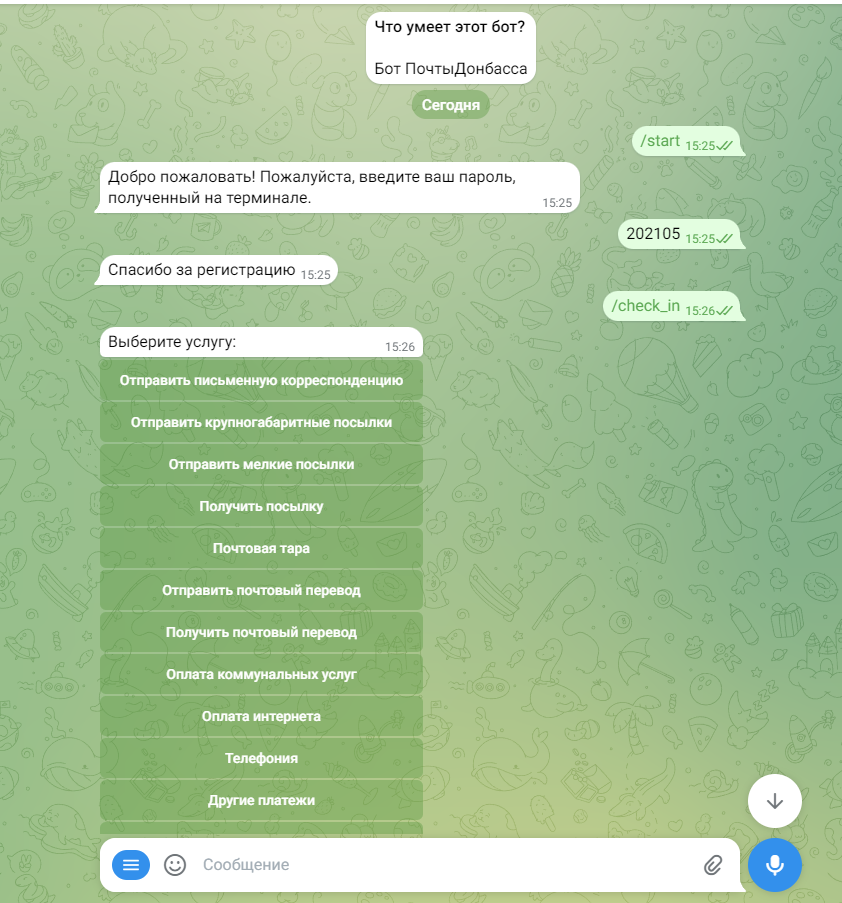 Что умеет этот бот?
Бот ПочтыДонбасса
Сегодня
/start 15:25
Добро пожаловать! Пожалуйста, введите ваш пароль,
полученный на терминале. 15:25
202105 15:25
Спасибо за регистрацию 15:25
/check_in 15:26
Выберите услугу: 15:26
Отправить письменную корреспонденцию
Отправить крупногабаритные посылки
Отправить мелкие посылки
Получить посылку
Почтовая тара
Отправить почтовый перевод
Получить почтовый перевод
Оплата коммунальных услуг
Оплата интернета
Телефония
Другие платежи
Сообщение